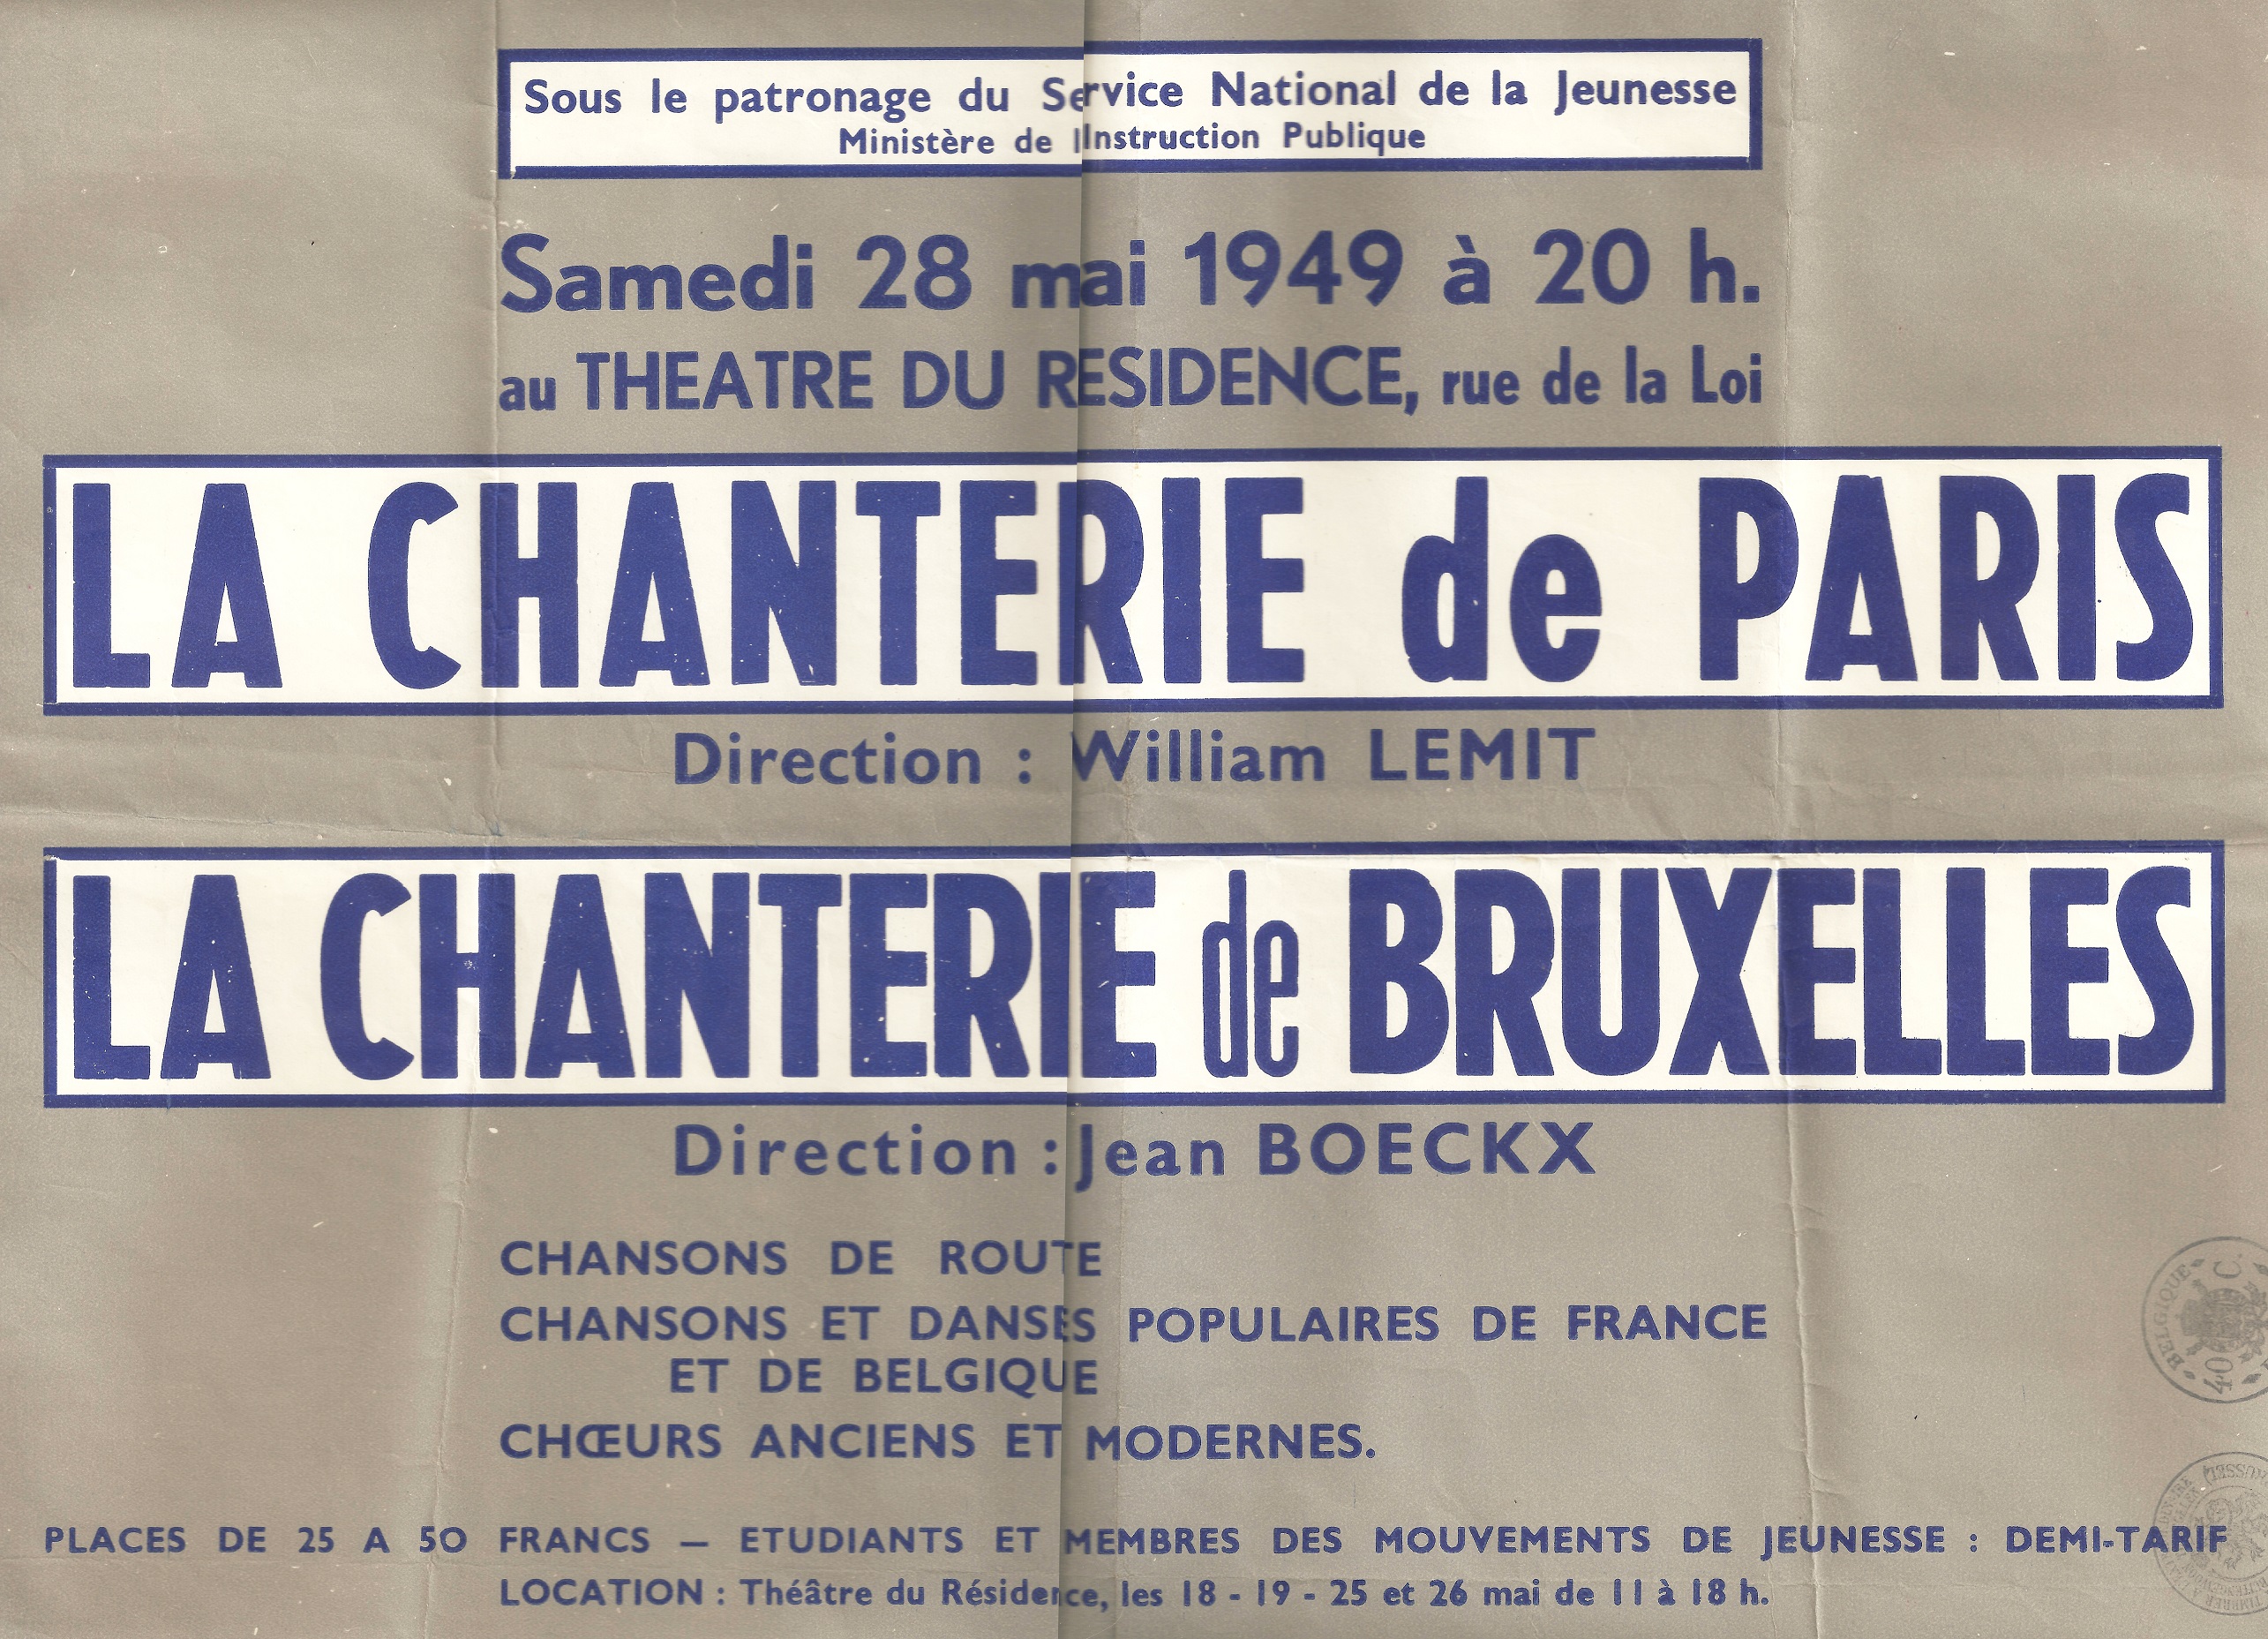 Sous le patronage du Service National de la Jeunesse
Ministère de l'Instruction Publique
Samedi 28 mai 1949 à 20 h.
au THEATRE DU RESIDENCE, rue de la Loi
LA CHANTERIE de PARIS
Direction : William LEMIT
LA CHANTERIE de BRUXELLES
Direction : Jean BOECKX
CHANSONS DE ROUTE
CHANSONS ET DANSES POPULAIRES DE FRANCE
ET DE BELGIQUE
CHŒURS ANCIENS ET MODERNES.
BELGIQUE
40 C
PLACES DE 25 A 50 FRANCS — ETUDIANTS ET MEMBRES DES MOUVEMENTS DE JEUNESSE : DEMI-TARIF
LOCATION : Théâtre du Résidence, les 18 - 19 - 25 et 26 mai de 11 à 18 h.